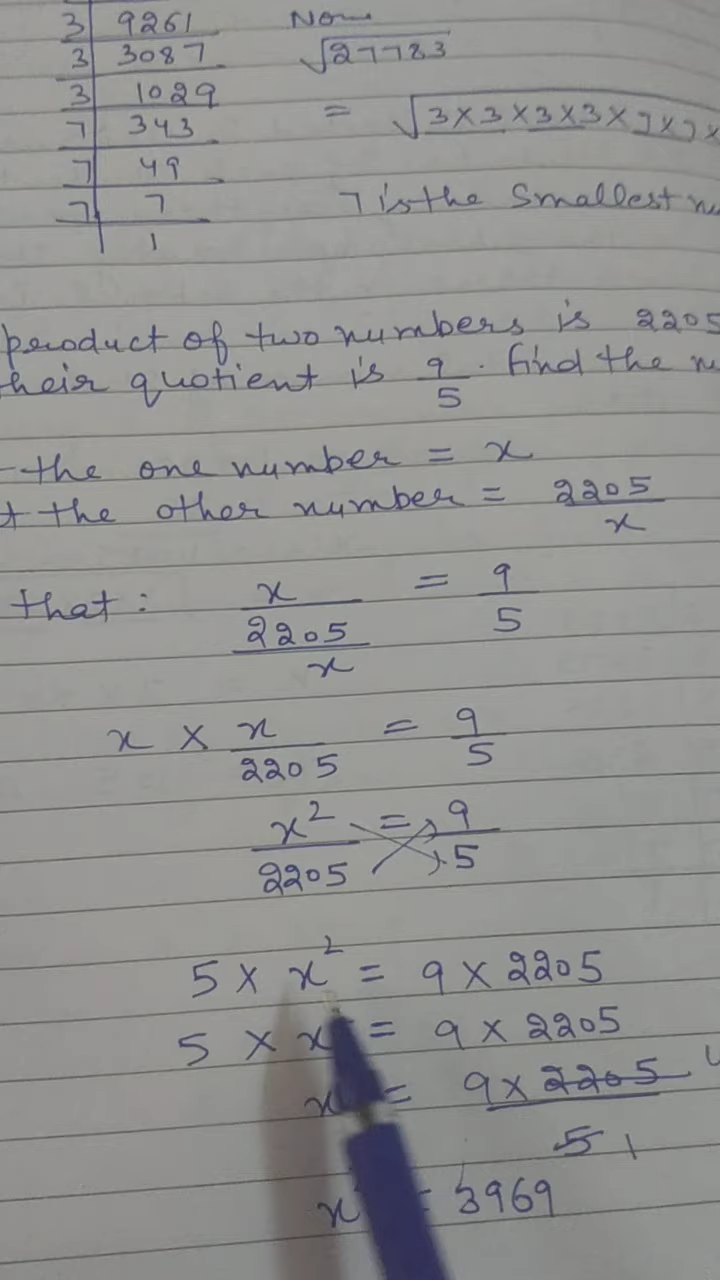 3 | 9261 Now
3 | 3087 √27783
3 | 1029 = √3×3×3×3×7×7×
7 | 343
7 | 49
7 | 7 7 is the Smallest
1
product of two numbers is 2205
their quotient is 9/5. find the
the one number = x
the other number = 2205/x
that: x/(2205/x) = 9/5
x × x/2205 = 9/5
x²/2205 = 9/5
5 × x² = 9 × 2205
5 × x = 9 × 2205
x = 9 × 2205 / 5 1
x = 3969